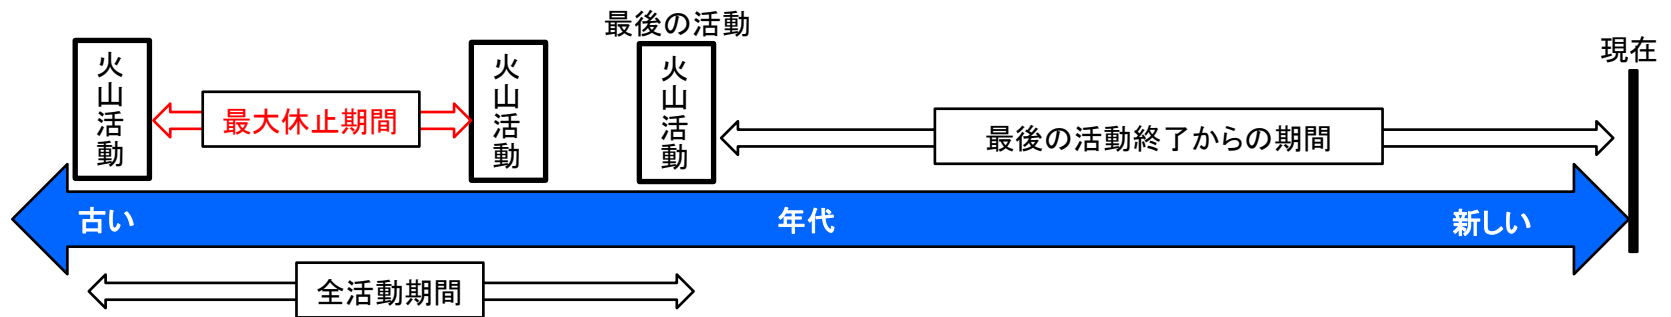 最後の活動
現在
火山活動
最大休止期間
火山活動
火山活動
最後の活動終了からの期間
古い
年代
新しい
全活動期間